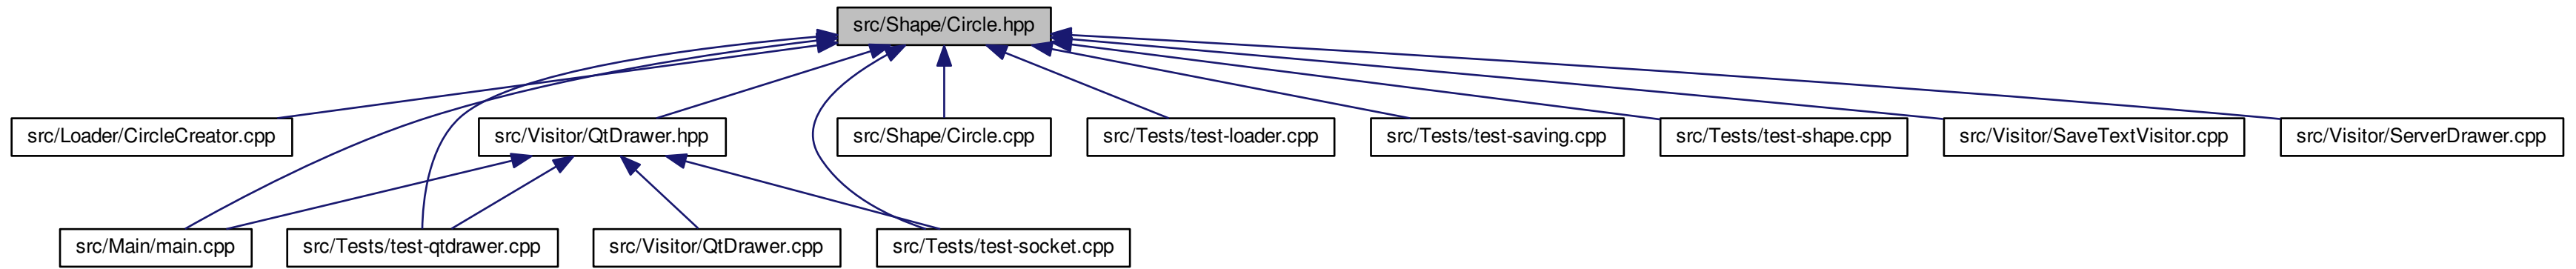 src/Shape/Circle.hpp
src/Loader/CircleCreator.cpp
src/Visitor/QtDrawer.hpp
src/Shape/Circle.cpp
src/Tests/test-loader.cpp
src/Tests/test-saving.cpp
src/Tests/test-shape.cpp
src/Visitor/SaveTextVisitor.cpp
src/Visitor/ServerDrawer.cpp
src/Main/main.cpp
src/Tests/test-qtdrawer.cpp
src/Visitor/QtDrawer.cpp
src/Tests/test-socket.cpp